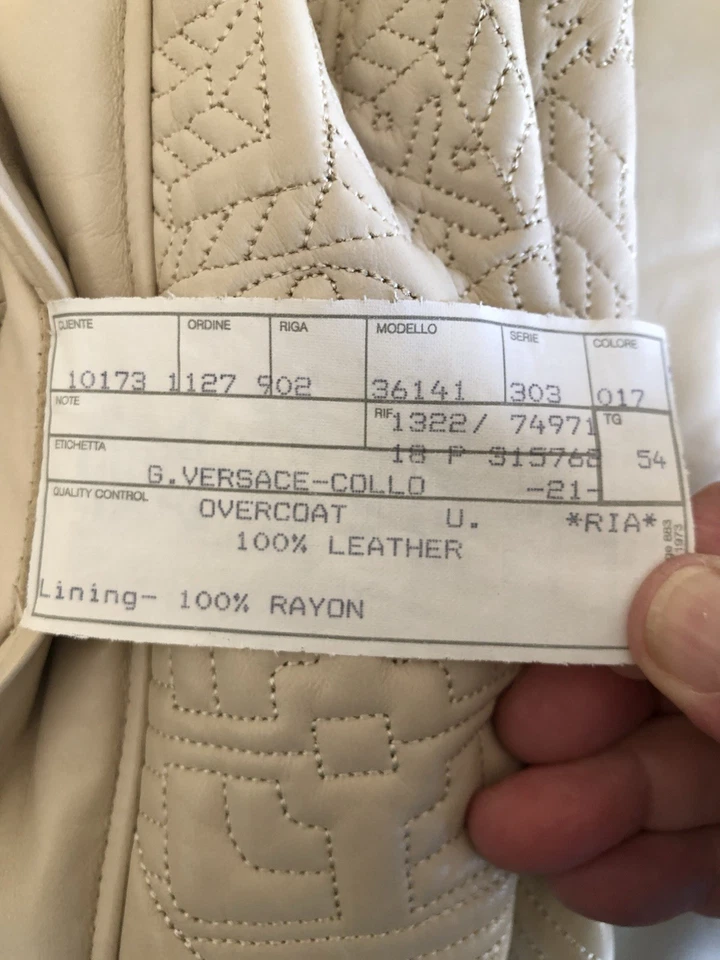 CLIENTE ORDINE RIGA MODELLO SERIE COLORE
10173 1127 902 36141 303 017
NOTE RIF 1322/ 74971 TG
18 P 315768 54
ETICHETTA
G.VERSACE-COLLO -21-
QUALITY CONTROL
OVERCOAT U. *RIA*
100% LEATHER
Lining- 100% RAYON
1973